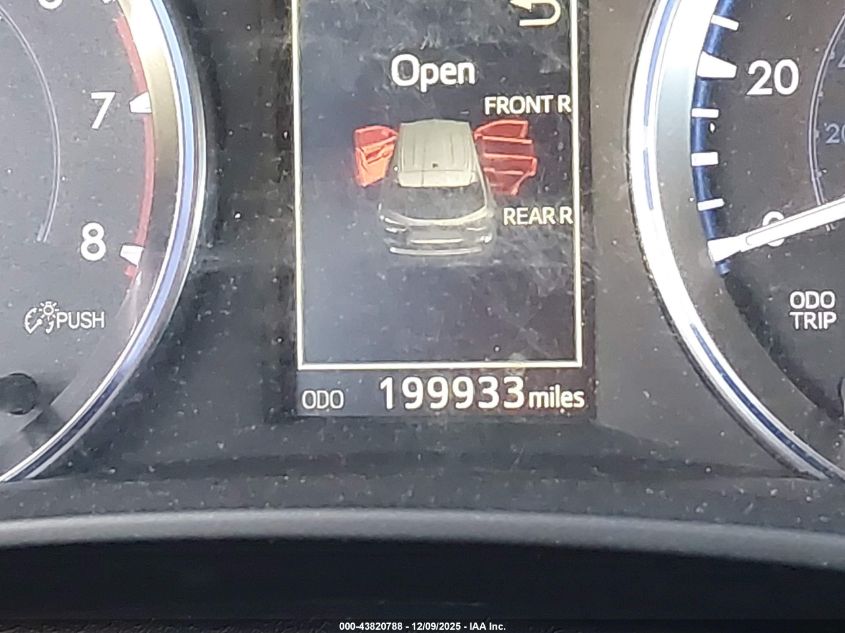 7
8
PUSH
Open
FRONT R
REAR R
ODO 199933 miles
20
0
ODO
TRIP
000-43820788 - 12/09/2025 - IAA Inc.